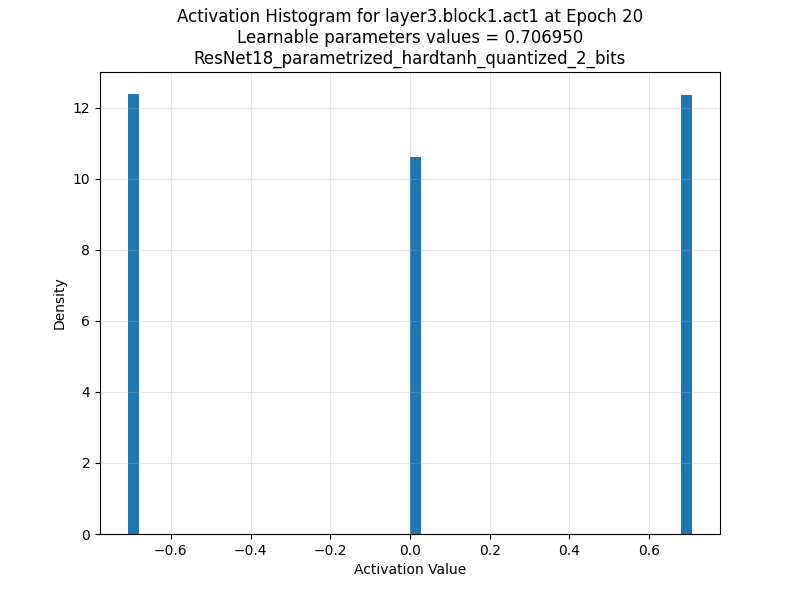 Activation Histogram for layer3.block1.act1 at Epoch 20
Learnable parameters values = 0.706950
ResNet18_parametrized_hardtanh_quantized_2_bits
Density
12
10
8
6
4
2
0
−0.6 −0.4 −0.2 0.0 0.2 0.4 0.6
Activation Value